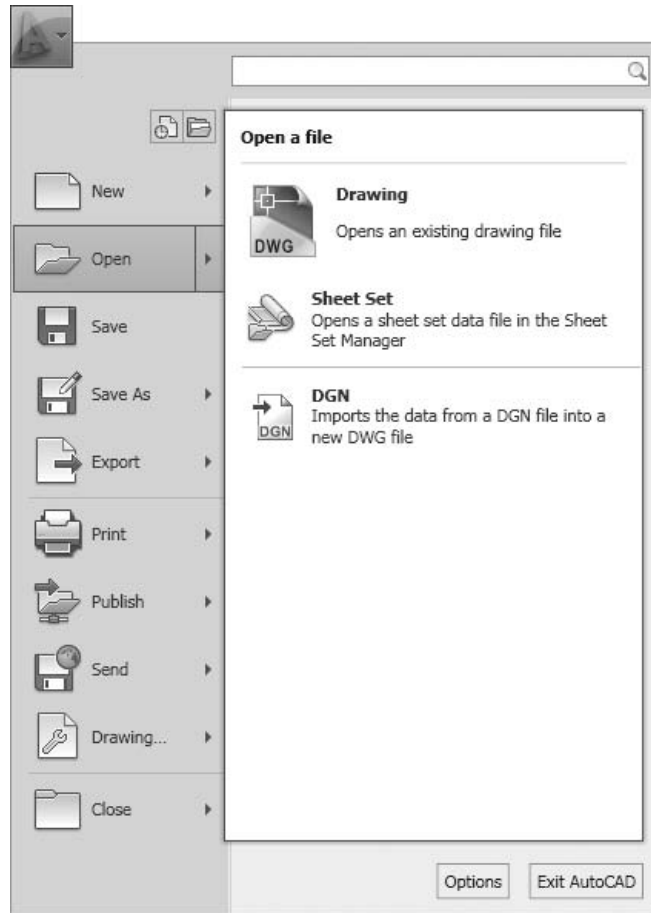 Open a file
New
Drawing
Opens an existing drawing file
DWG
Open
Sheet Set
Opens a sheet set data file in the Sheet
Set Manager
Save
DGN
Imports the data from a DGN file into a
new DWG file
DGN
Save As
Export
Print
Publish
Send
Drawing...
Close
Options
Exit AutoCAD